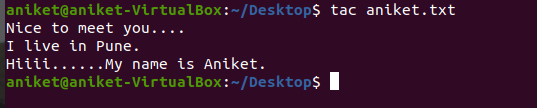 aniket@aniket-VirtualBox:~/Desktop$ tac aniket.txt
Nice to meet you....
I live in Pune.
Hiiii......My name is Aniket.
aniket@aniket-VirtualBox:~/Desktop$